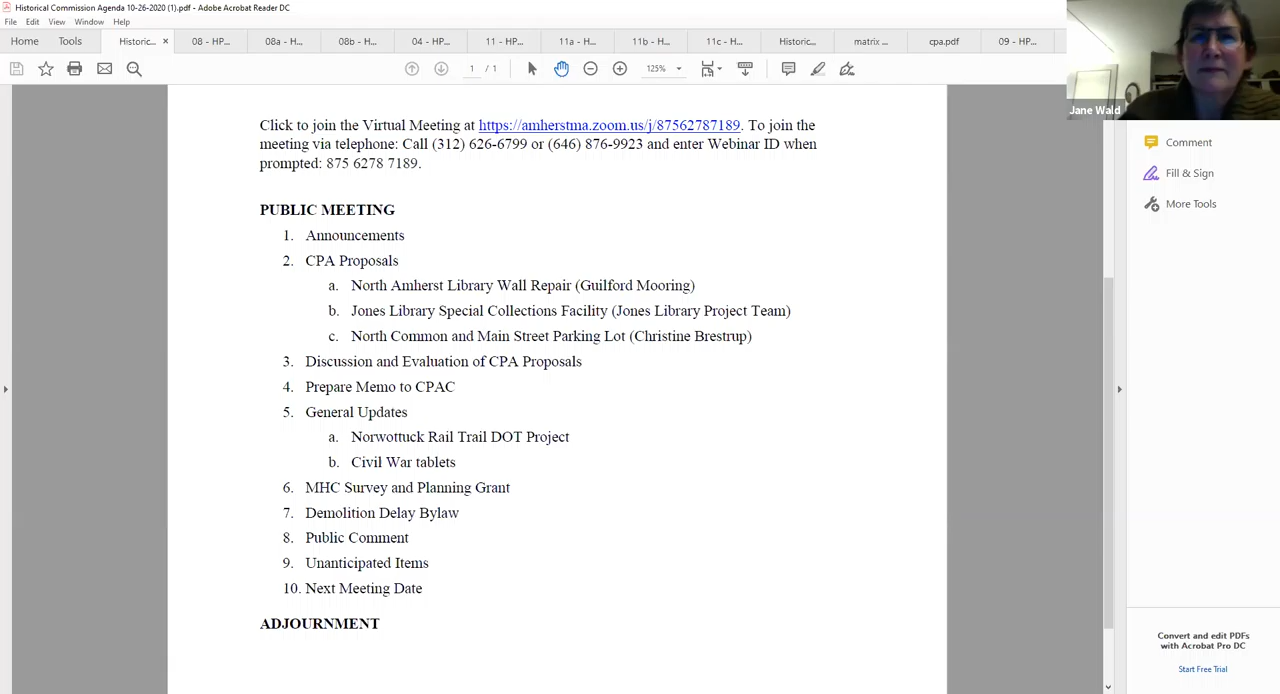 Historical Commission Agenda 10-26-2020 (1).pdf - Adobe Acrobat Reader DC
File Edit View Window Help
Home Tools Historic... × 08 - HP... 08a - H... 08b - H... 04 - HP... 11 - HP... 11a - H... 11b - H... 11c - H... Historic... matrix ... cpa.pdf 09 - HP...
1 / 1 125%
Jane Wald
Click to join the Virtual Meeting at https://amherstma.zoom.us/j/87562787189. To join the
meeting via telephone: Call (312) 626-6799 or (646) 876-9923 and enter Webinar ID when
prompted: 875 6278 7189.
PUBLIC MEETING
1. Announcements
2. CPA Proposals
a. North Amherst Library Wall Repair (Guilford Mooring)
b. Jones Library Special Collections Facility (Jones Library Project Team)
c. North Common and Main Street Parking Lot (Christine Brestrup)
3. Discussion and Evaluation of CPA Proposals
4. Prepare Memo to CPAC
5. General Updates
a. Norwottuck Rail Trail DOT Project
b. Civil War tablets
6. MHC Survey and Planning Grant
7. Demolition Delay Bylaw
8. Public Comment
9. Unanticipated Items
10. Next Meeting Date
ADJOURNMENT
Comment
Fill & Sign
More Tools
Convert and edit PDFs
with Acrobat Pro DC
Start Free Trial